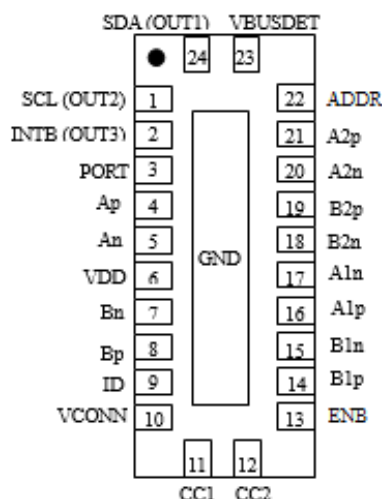 SDA (OUT1) VBUSDET
24 23
SCL (OUT2) 1 22 ADDR
INTB (OUT3) 2 21 A2p
PORT 3 20 A2n
Ap 4 19 B2p
An 5 18 B2n
GND
VDD 6 17 A1n
Bn 7 16 A1p
Bp 8 15 B1n
ID 9 14 B1p
VCONN 10 13 ENB
11 12
CC1 CC2